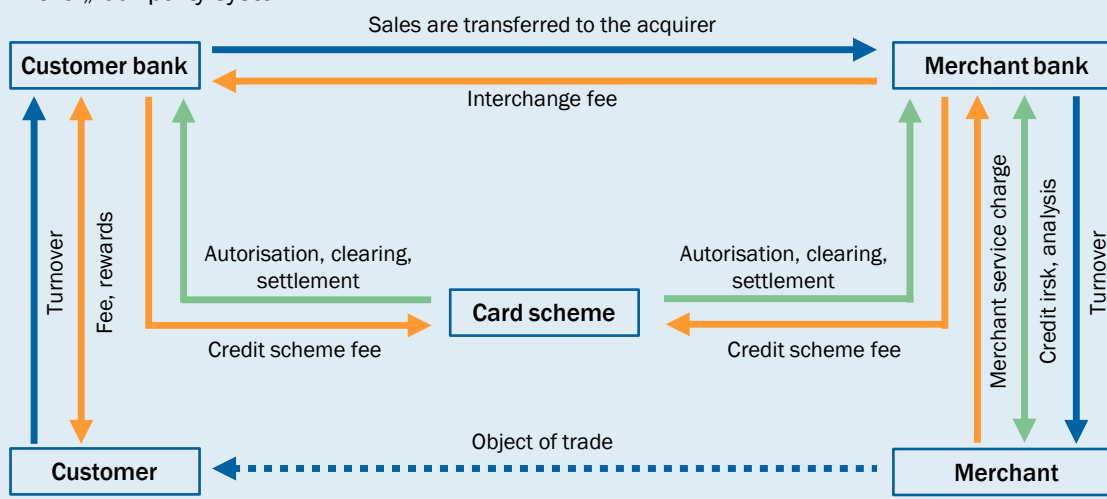 Sales are transferred to the acquirer
Customer bank
Merchant bank
Interchange fee
Turnover
Fee, rewards
Autorisation, clearing,
settlement
Autorisation, clearing,
settlement
Merchant service charge
Credit irsk, analysis
Turnover
Card scheme
Credit scheme fee
Credit scheme fee
Object of trade
Customer
Merchant